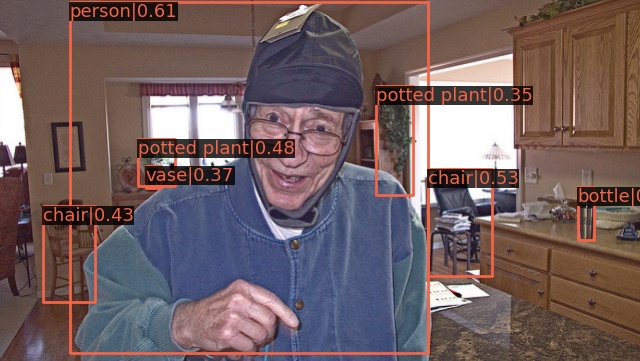 person|0.61
potted plant|0.35
potted plant|0.48
vase|0.37
chair|0.53
bottle|0
chair|0.43